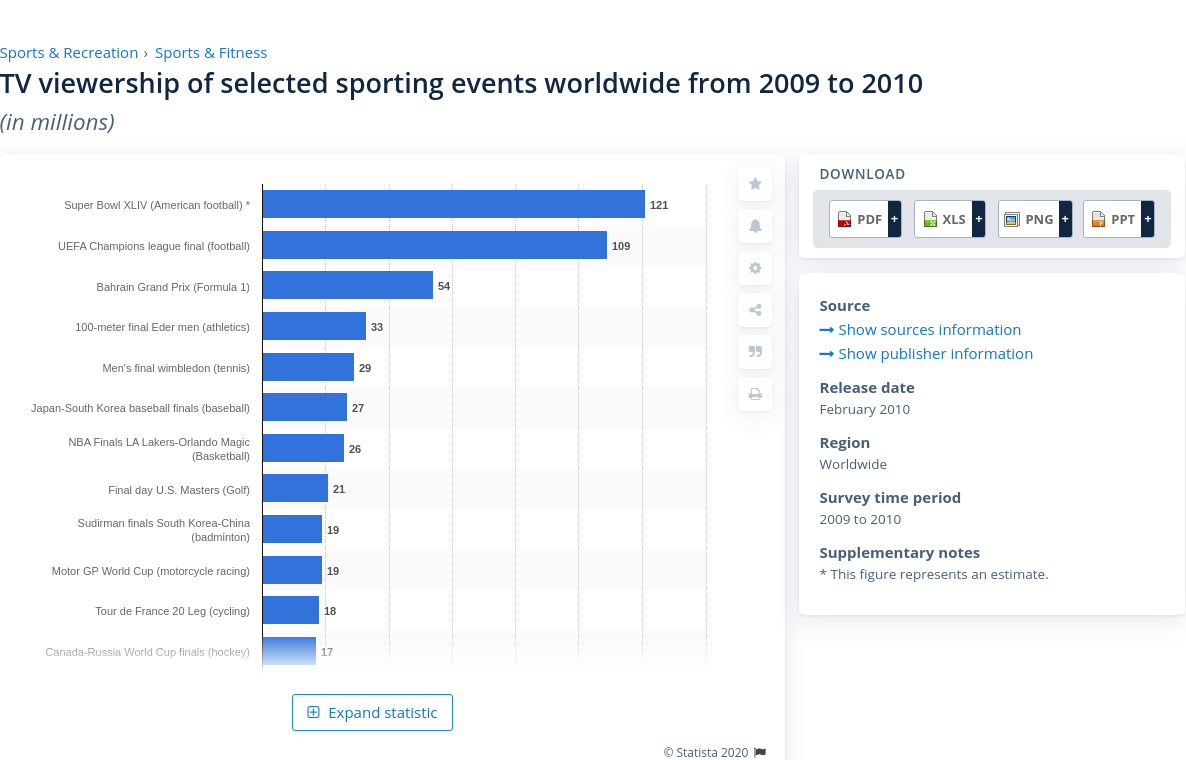 Sports & Recreation › Sports & Fitness
TV viewership of selected sporting events worldwide from 2009 to 2010
(in millions)
Super Bowl XLIV (American football) * 121
UEFA Champions league final (football) 109
Bahrain Grand Prix (Formula 1) 54
100-meter final Eder men (athletics) 33
Men's final wimbledon (tennis) 29
Japan-South Korea baseball finals (baseball) 27
NBA Finals LA Lakers-Orlando Magic
(Basketball) 26
Final day U.S. Masters (Golf) 21
Sudirman finals South Korea-China
(badminton) 19
Motor GP World Cup (motorcycle racing) 19
Tour de France 20 Leg (cycling) 18
Canada-Russia World Cup finals (hockey) 17
Expand statistic
© Statista 2020
DOWNLOAD
PDF + XLS + PNG + PPT +
Source
Show sources information
Show publisher information
Release date
February 2010
Region
Worldwide
Survey time period
2009 to 2010
Supplementary notes
* This figure represents an estimate.